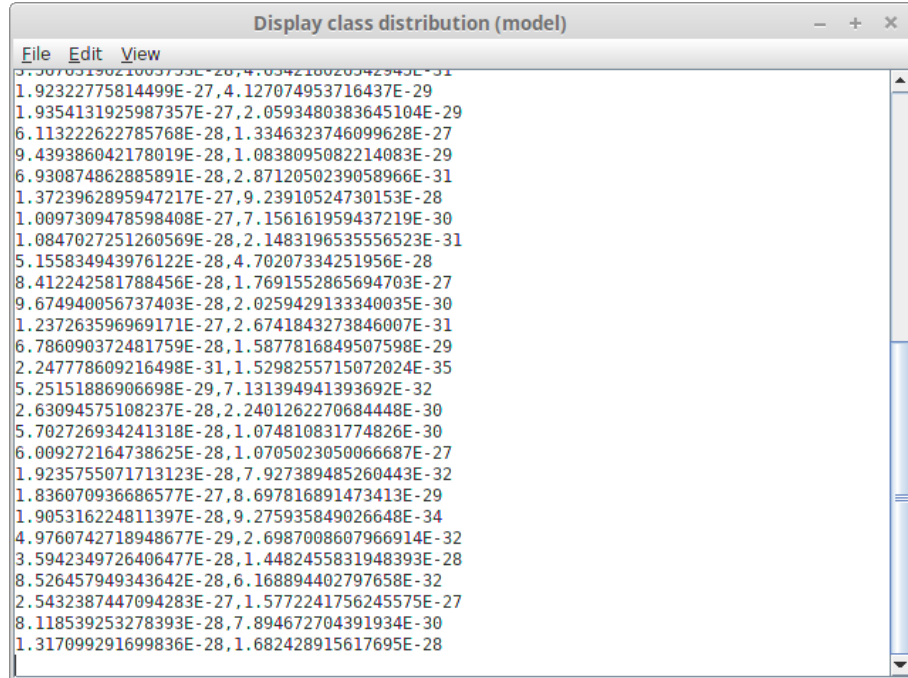 Display class distribution (model)
File Edit View
1.92322775814499E-27,4.127074953716437E-29
1.9354131925987357E-27,2.0593480383645104E-29
6.113222622785768E-28,1.3346323746099628E-27
9.439386042178019E-28,1.0838095082214083E-29
6.930874862885891E-28,2.8712050239058966E-31
1.3723962895947217E-27,9.23910524730153E-28
1.0097309478598408E-27,7.156161959437219E-30
1.0847027251260569E-28,2.1483196535556523E-31
5.155834943976122E-28,4.70207334251956E-28
8.412242581788456E-28,1.7691552865694703E-27
9.674940056737403E-28,2.0259429133340035E-30
1.237263596969171E-27,2.6741843273846007E-31
6.786090372481759E-28,1.5877816849507598E-29
2.247778609216498E-31,1.5298255715072024E-35
5.25151886906698E-29,7.131394941393692E-32
2.63094575108237E-28,2.2401262270684448E-30
5.702726934241318E-28,1.074810831774826E-30
6.009272164738625E-28,1.0705023050066687E-27
1.9235755071713123E-28,7.927389485260443E-32
1.836070936686577E-27,8.697816891473413E-29
1.905316224811397E-28,9.275935849026648E-34
4.9760742718948677E-29,2.6987008607966914E-32
3.5942349726406477E-28,1.4482455831948393E-28
8.526457949343642E-28,6.168894402797658E-32
2.5432387447094283E-27,1.5772241756245575E-27
8.118539253278393E-28,7.894672704391934E-30
1.317099291699836E-28,1.682428915617695E-28